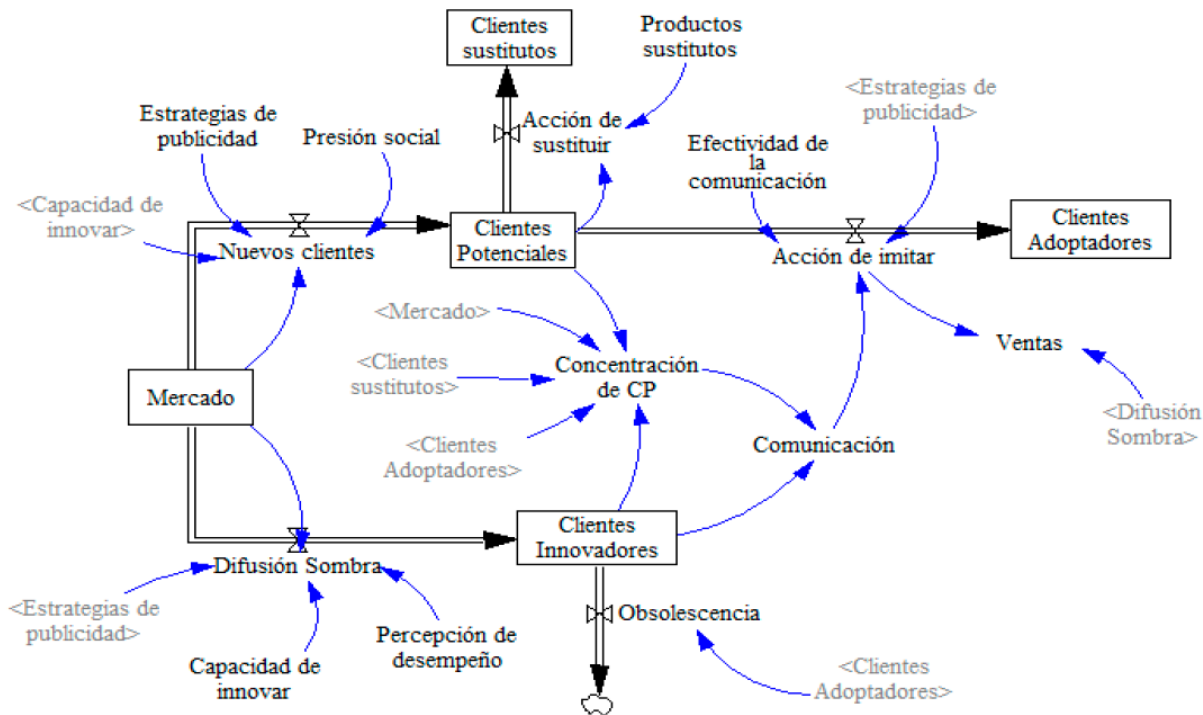 Clientes
sustitutos
Productos
sustitutos
Estrategias de
publicidad
Presión social
Acción de
sustituir
<Estrategias de
publicidad>
Efectividad de
la
comunicación
<Capacidad de
innovar>
Nuevos clientes
Clientes
Potenciales
Acción de imitar
Clientes
Adoptadores
<Mercado>
Ventas
Mercado
<Clientes
sustitutos>
Concentración
de CP
<Difusión
Sombra>
<Clientes
Adoptadores>
Comunicación
Clientes
Innovadores
Difusión Sombra
<Estrategias de
publicidad>
Capacidad de
innovar
Percepción de
desempeño
Obsolescencia
<Clientes
Adoptadores>